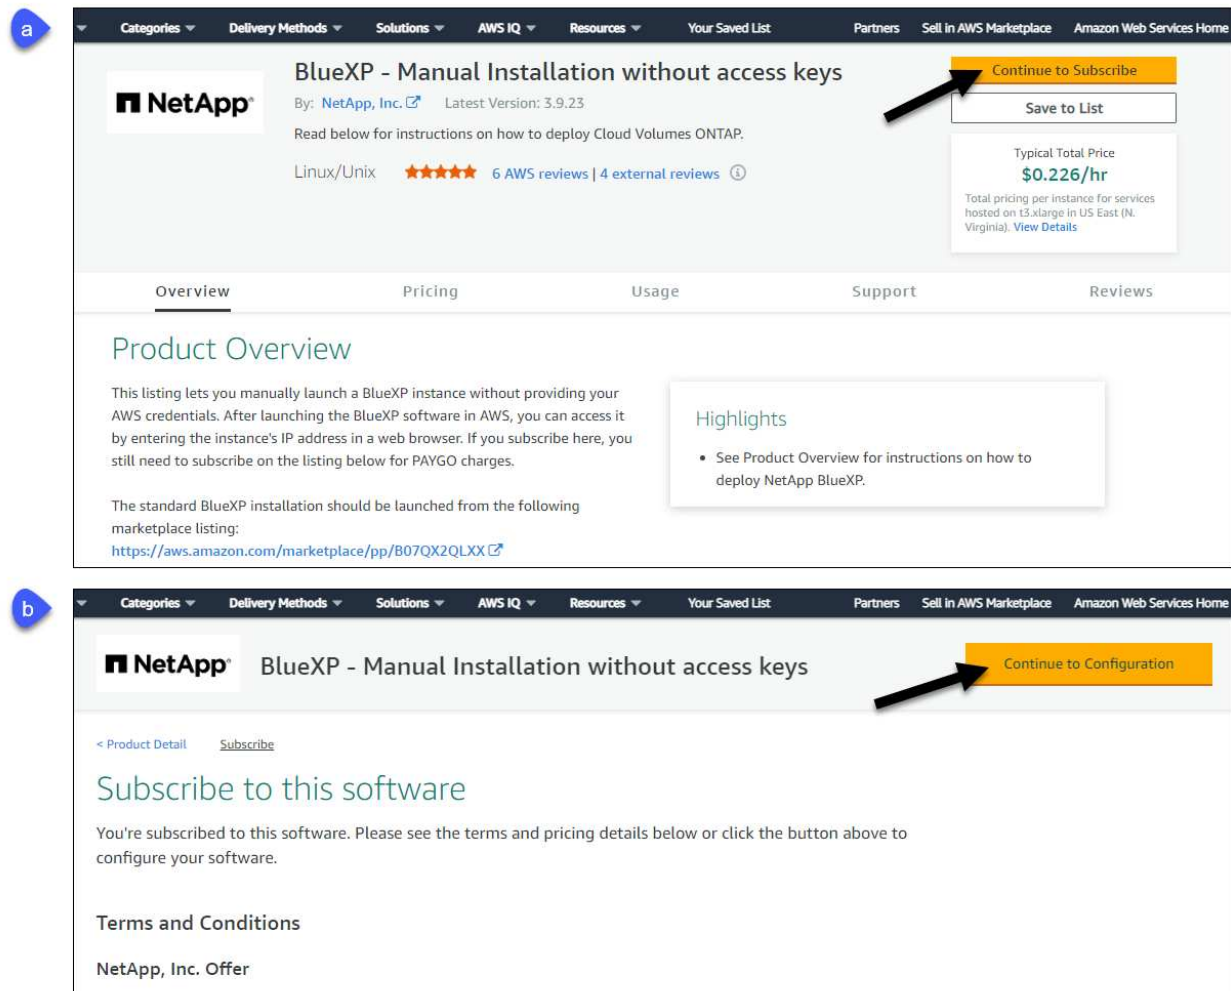 a
Categories Delivery Methods Solutions AWS IQ Resources Your Saved List Partners Sell in AWS Marketplace Amazon Web Services Home
NetApp
BlueXP - Manual Installation without access keys
By: NetApp, Inc. Latest Version: 3.9.23
Read below for instructions on how to deploy Cloud Volumes ONTAP.
Linux/Unix 6 AWS reviews | 4 external reviews
Continue to Subscribe
Save to List
Typical Total Price
$0.226/hr
Total pricing per instance for services
hosted on t3.xlarge in US East (N.
Virginia). View Details
Overview Pricing Usage Support Reviews
Product Overview
This listing lets you manually launch a BlueXP instance without providing your
AWS credentials. After launching the BlueXP software in AWS, you can access it
by entering the instance's IP address in a web browser. If you subscribe here, you
still need to subscribe on the listing below for PAYGO charges.
The standard BlueXP installation should be launched from the following
marketplace listing:
https://aws.amazon.com/marketplace/pp/B07QX2QLXX
Highlights
• See Product Overview for instructions on how to
deploy NetApp BlueXP.
b
Categories Delivery Methods Solutions AWS IQ Resources Your Saved List Partners Sell in AWS Marketplace Amazon Web Services Home
NetApp
BlueXP - Manual Installation without access keys
Continue to Configuration
< Product Detail Subscribe
Subscribe to this software
You're subscribed to this software. Please see the terms and pricing details below or click the button above to
configure your software.
Terms and Conditions
NetApp, Inc. Offer